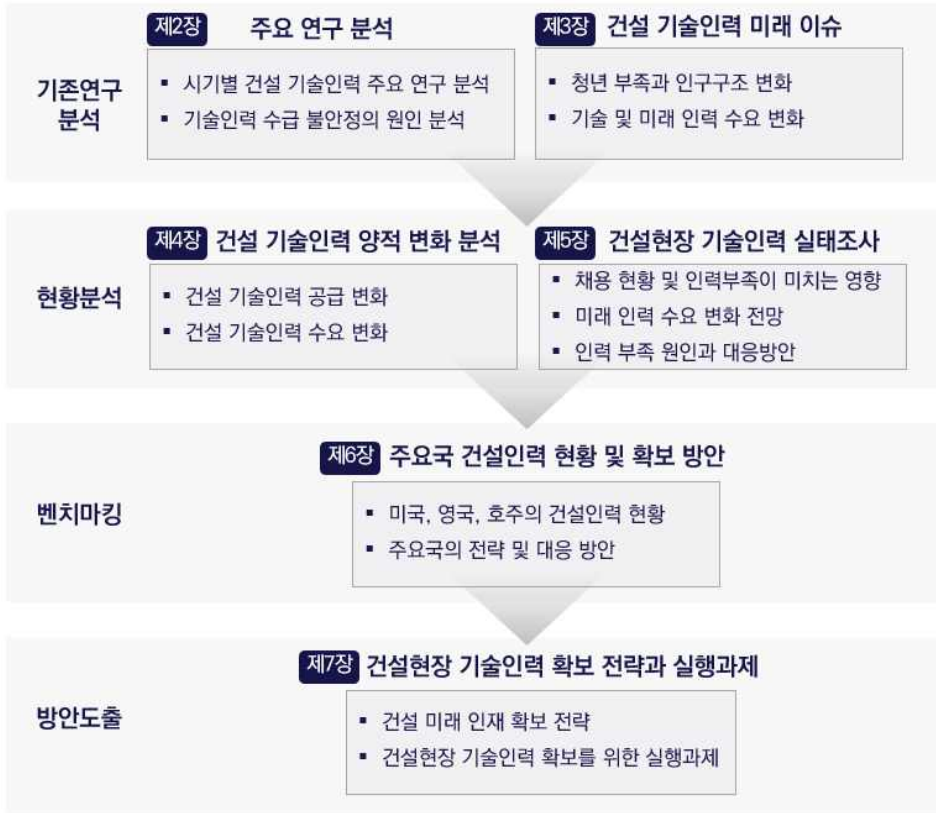 제2장 주요 연구 분석
제3장 건설 기술인력 미래 이슈
기존연구
분석
▪ 시기별 건설 기술인력 주요 연구 분석
▪ 기술인력 수급 불안정의 원인 분석
▪ 청년 부족과 인구구조 변화
▪ 기술 및 미래 인력 수요 변화
제4장 건설 기술인력 양적 변화 분석
제5장 건설현장 기술인력 실태조사
현황분석
▪ 건설 기술인력 공급 변화
▪ 건설 기술인력 수요 변화
▪ 채용 현황 및 인력부족이 미치는 영향
▪ 미래 인력 수요 변화 전망
▪ 인력 부족 원인과 대응방안
제6장 주요국 건설인력 현황 및 확보 방안
벤치마킹
▪ 미국, 영국, 호주의 건설인력 현황
▪ 주요국의 전략 및 대응 방안
제7장 건설현장 기술인력 확보 전략과 실행과제
방안도출
▪ 건설 미래 인재 확보 전략
▪ 건설현장 기술인력 확보를 위한 실행과제